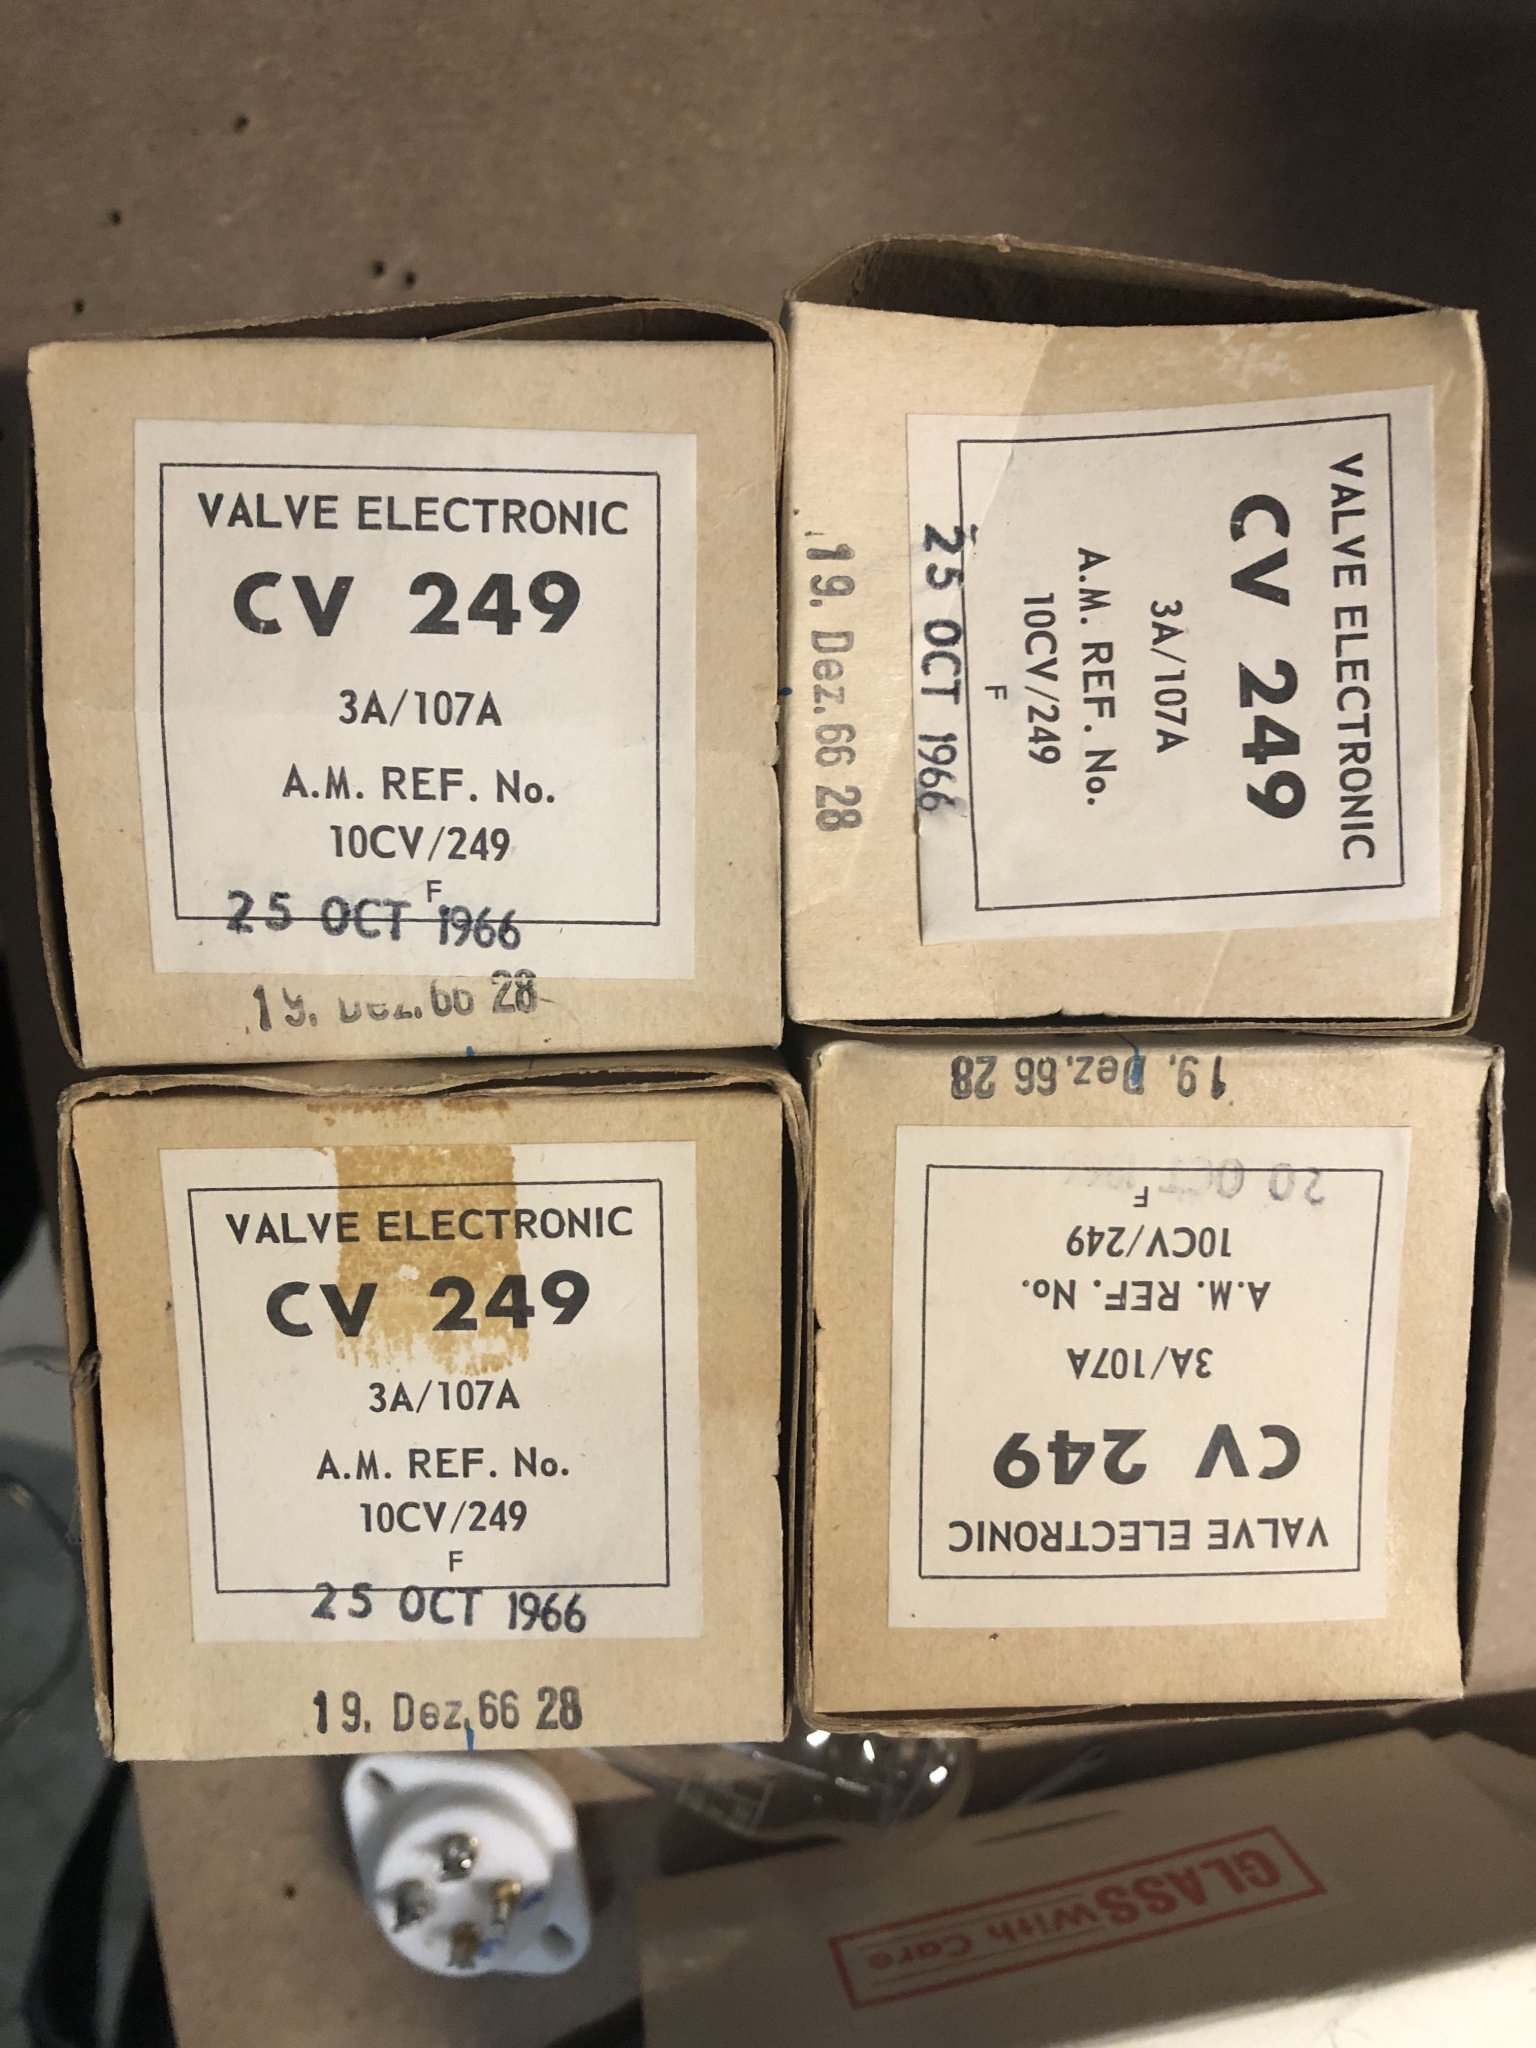 VALVE ELECTRONIC
CV 249
3A/107A
A.M. REF. No.
10CV/249
F
25 OCT 1966
19. Dez. 66 28
VALVE ELECTRONIC
CV 249
3A/107A
A.M. REF. No.
10CV/249
F
25 OCT 1966
19. Dez. 66 28
VALVE ELECTRONIC
CV 249
3A/107A
A.M. REF. No.
10CV/249
F
25 OCT 1966
19. Dez. 66 28
VALVE ELECTRONIC
CV 249
3A/107A
A.M. REF. No.
10CV/249
F
20 OCT
19. Dez. 66 28
GLASS With Care